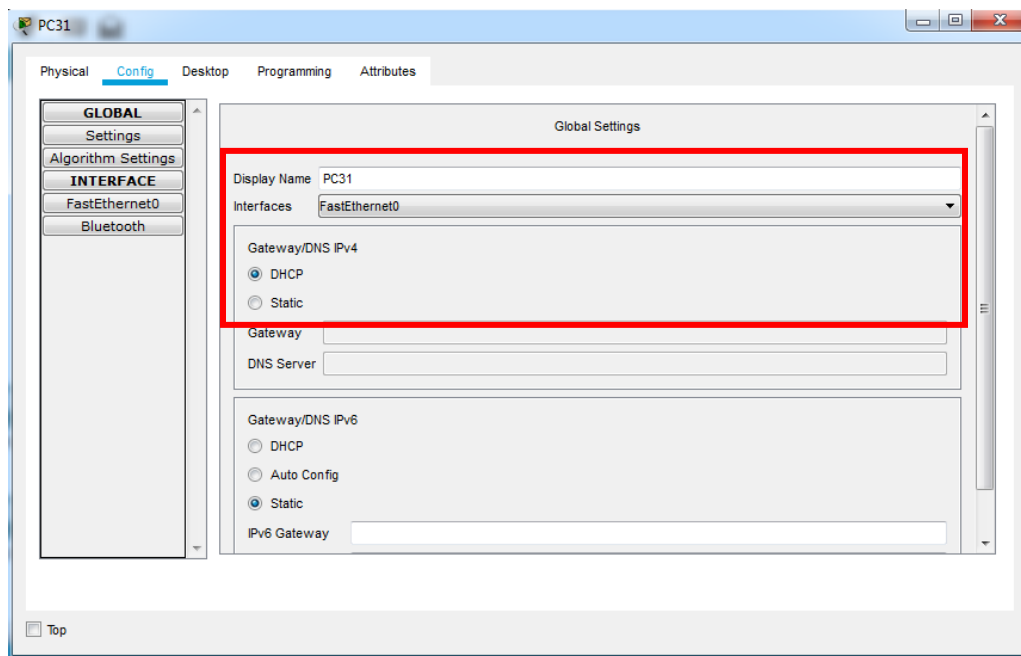 PC31
Physical Config Desktop Programming Attributes
GLOBAL
Settings
Algorithm Settings
INTERFACE
FastEthernet0
Bluetooth
Global Settings
Display Name PC31
Interfaces FastEthernet0
Gateway/DNS IPv4
DHCP
Static
Gateway
DNS Server
Gateway/DNS IPv6
DHCP
Auto Config
Static
IPv6 Gateway
Top